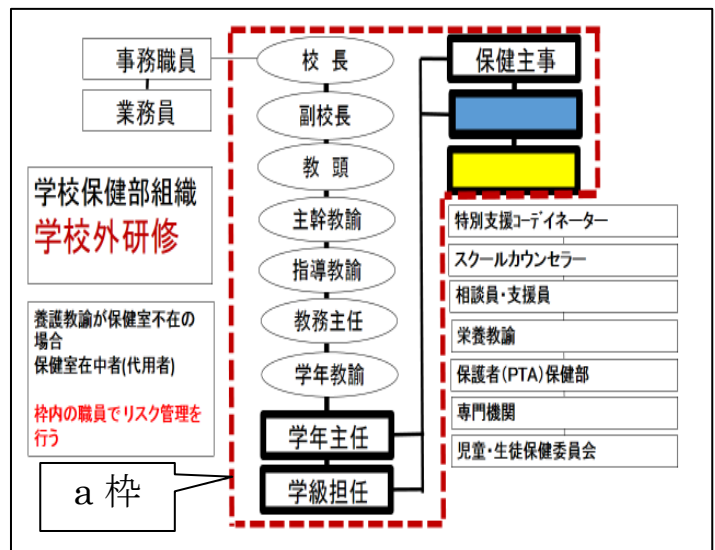 事務職員
業務員
学校保健部組織
学校外研修
養護教諭が保健室不在の
場合
保健室在中者(代用者)
枠内の職員でリスク管理を
行う
a 枠
校 長
副校長
教 頭
主幹教諭
指導教諭
教務主任
学年教諭
学年主任
学級担任
保健主事
特別支援コーデイネーター
スクールカウンセラー
相談員・支援員
栄養教諭
保護者(PTA)保健部
専門機関
児童・生徒保健委員会